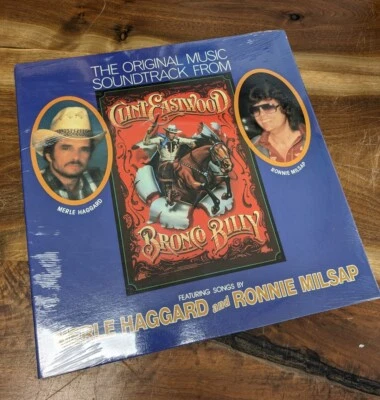 THE ORIGINAL MUSIC
SOUNDTRACK FROM
CLINT EASTWOOD
BRONCO BILLY
MERLE HAGGARD
RONNIE MILSAP
FEATURING SONGS BY
MERLE HAGGARD and RONNIE MILSAP